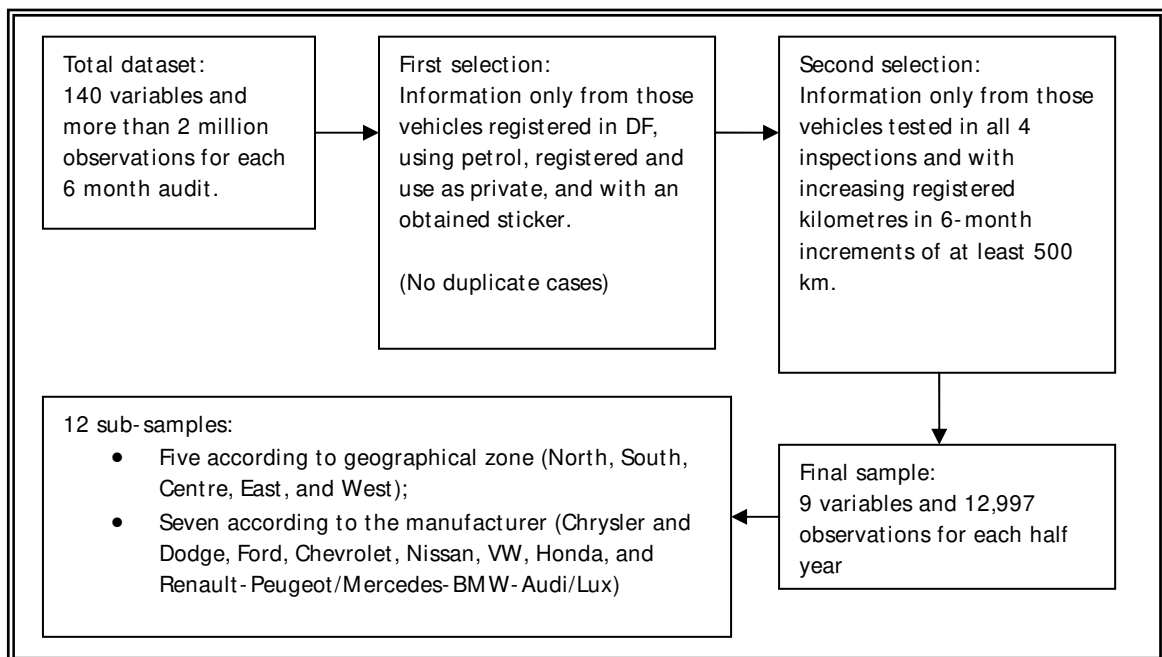 Total dataset:
140 variables and
more than 2 million
observations for each
6 month audit.
First selection:
Information only from those
vehicles registered in DF,
using petrol, registered and
use as private, and with an
obtained sticker.
(No duplicate cases)
Second selection:
Information only from those
vehicles tested in all 4
inspections and with
increasing registered
kilometres in 6-month
increments of at least 500
km.
Final sample:
9 variables and 12,997
observations for each half
year
12 sub-samples:
• Five according to geographical zone (North, South,
Centre, East, and West);
• Seven according to the manufacturer (Chrysler and
Dodge, Ford, Chevrolet, Nissan, VW, Honda, and
Renault-Peugeot/Mercedes-BMW-Audi/Lux)